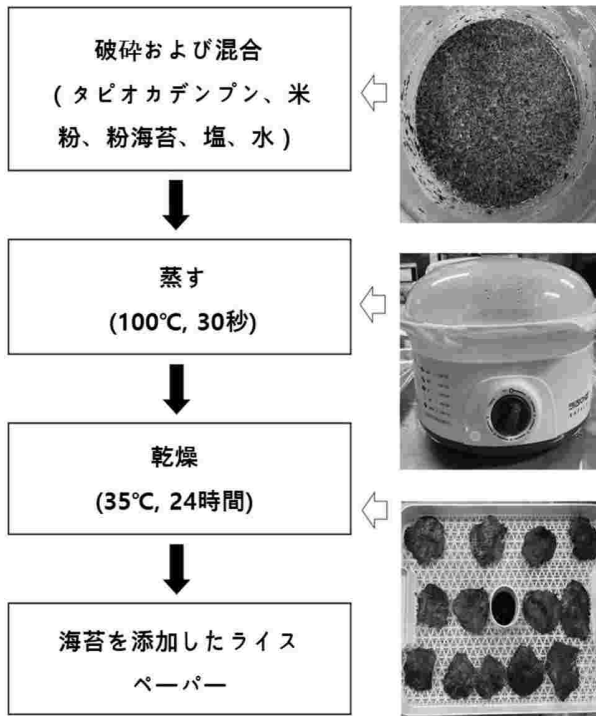 破砕および混合
( タピオカデンプン、米
粉、粉海苔、塩、水 )
蒸す
(100℃, 30秒)
乾燥
(35℃, 24時間)
海苔を添加したライス
ペーパー